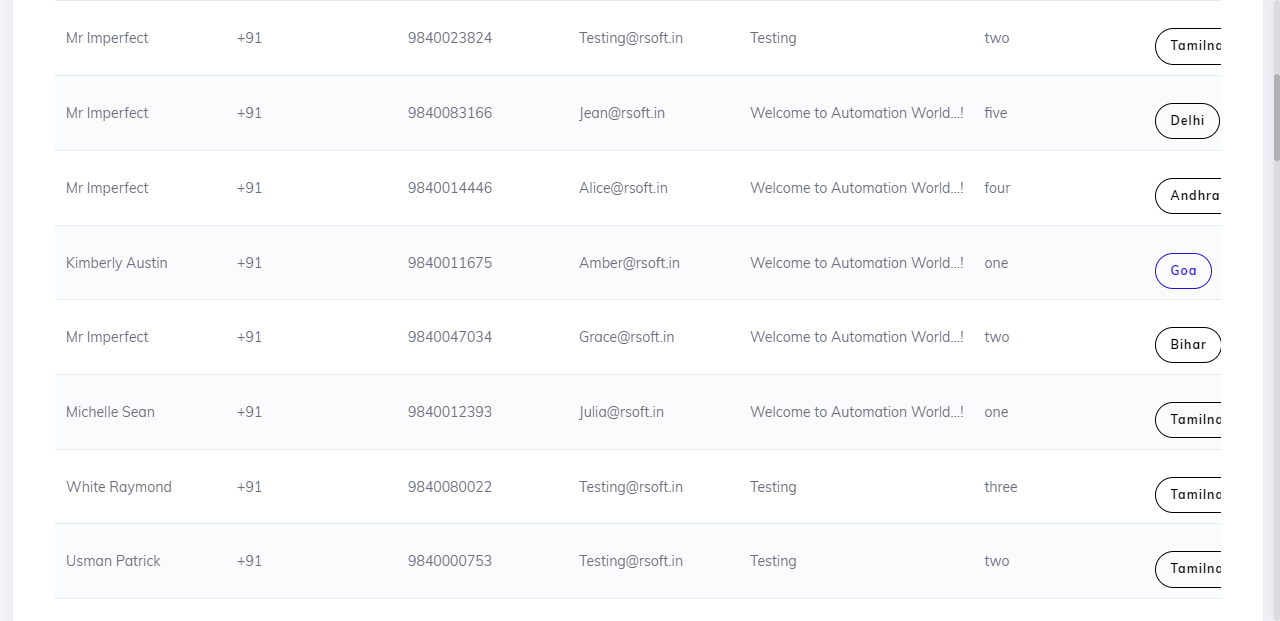 Mr Imperfect +91 9840023824 Testing@rsoft.in Testing two Tamilna
Mr Imperfect +91 9840083166 Jean@rsoft.in Welcome to Automation World...! five Delhi
Mr Imperfect +91 9840014446 Alice@rsoft.in Welcome to Automation World...! four Andhra
Kimberly Austin +91 9840011675 Amber@rsoft.in Welcome to Automation World...! one Goa
Mr Imperfect +91 9840047034 Grace@rsoft.in Welcome to Automation World...! two Bihar
Michelle Sean +91 9840012393 Julia@rsoft.in Welcome to Automation World...! one Tamilna
White Raymond +91 9840080022 Testing@rsoft.in Testing three Tamilna
Usman Patrick +91 9840000753 Testing@rsoft.in Testing two Tamilna